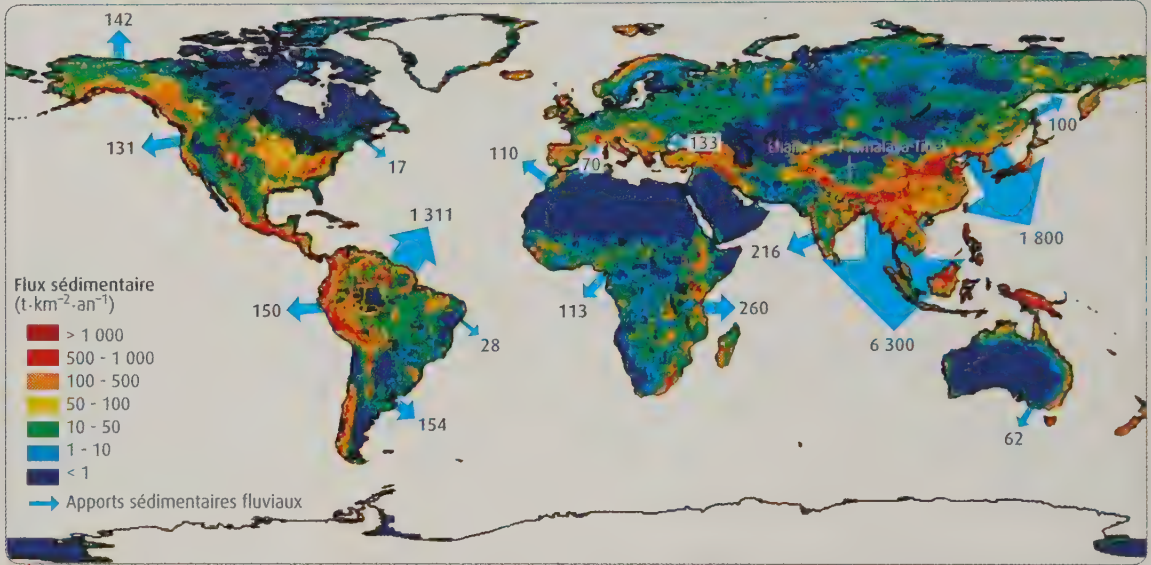 142
131
17
110
70
133
100
1 311
216
1 800
150
28
113
260
6 300
154
62
Flux sédimentaire
(t·km⁻²·an⁻¹)
> 1 000
500 - 1 000
100 - 500
50 - 100
10 - 50
1 - 10
< 1
Apports sédimentaires fluviaux